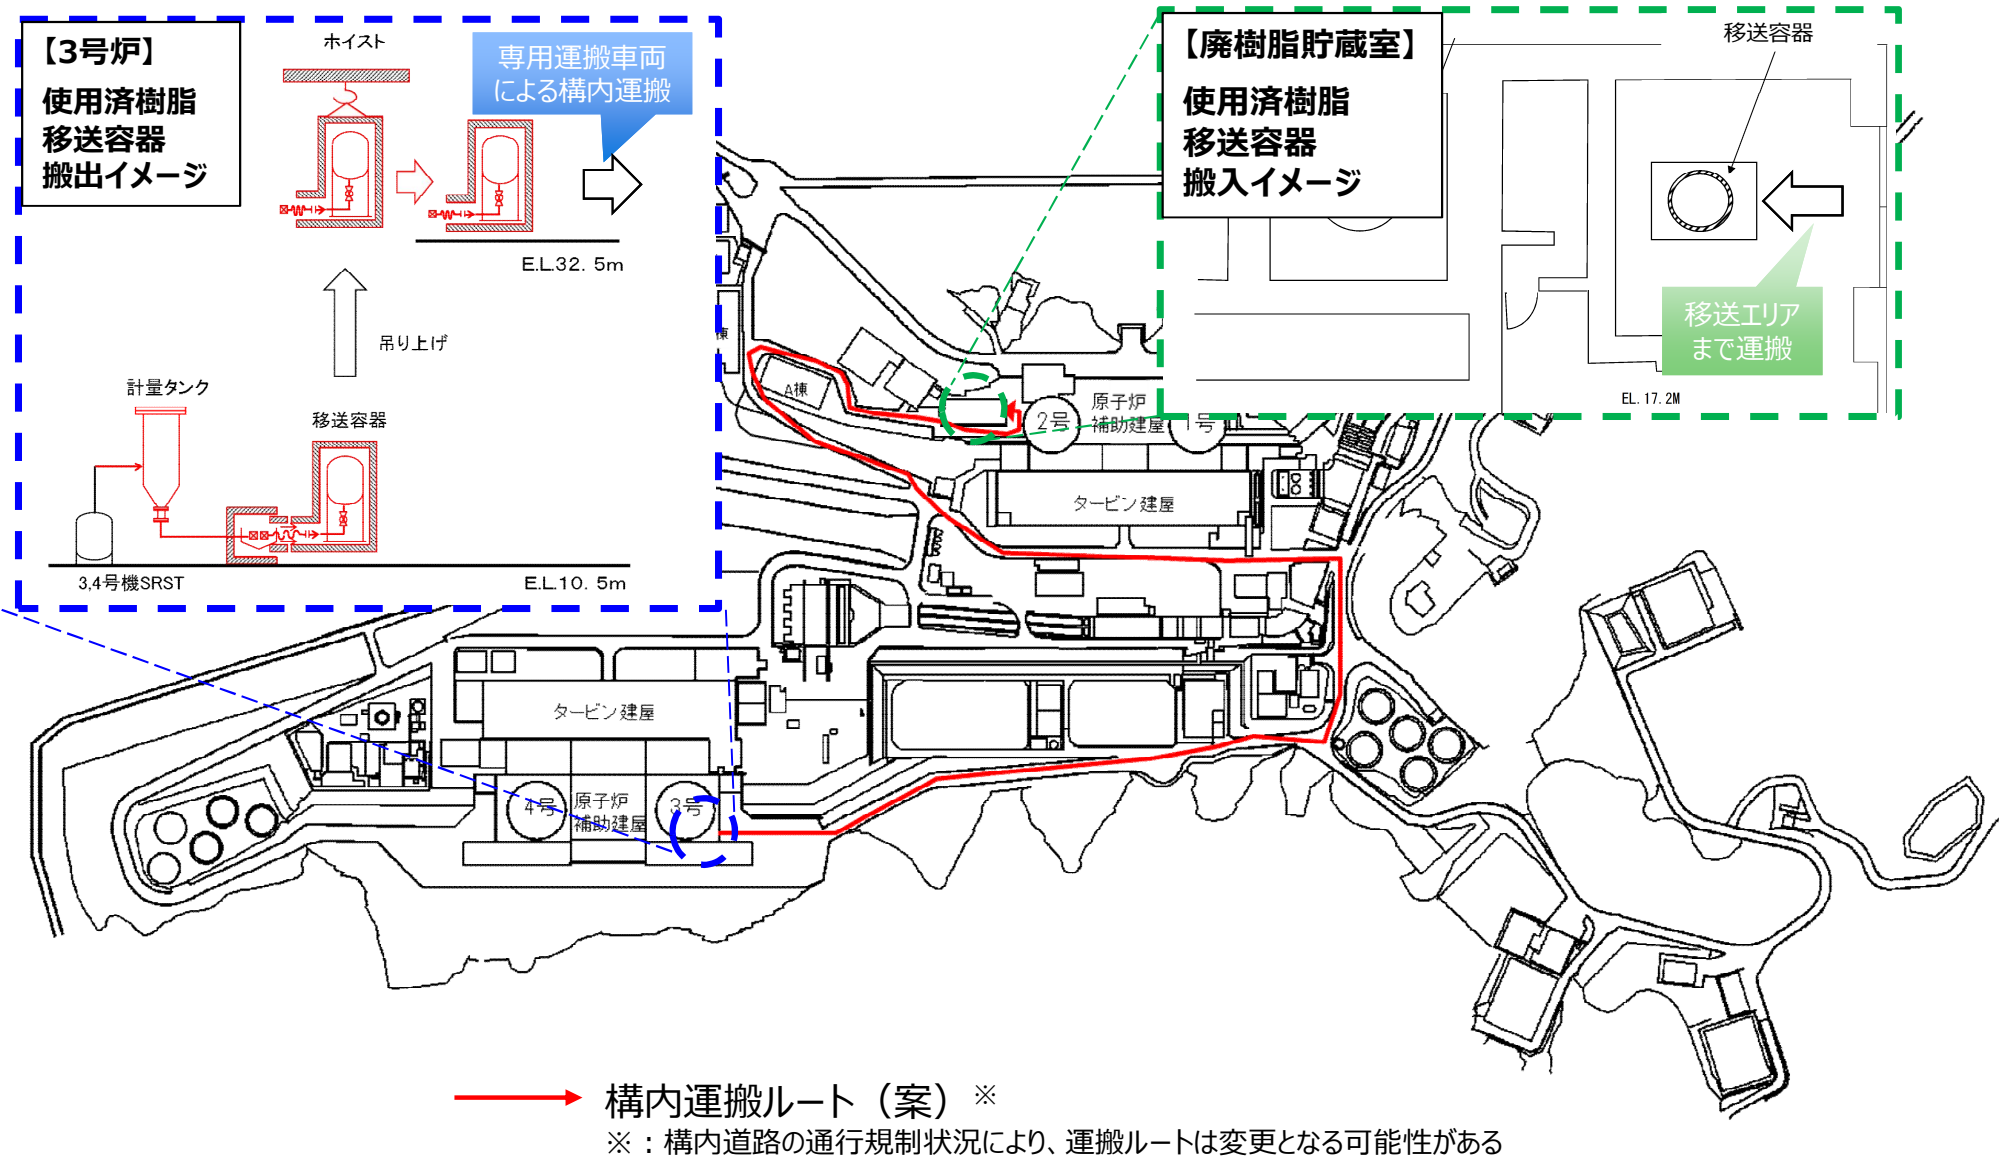 【3号炉】
使用済樹脂
移送容器
搬出イメージ
ホイスト
専用運搬車両
による構内運搬
E.L.32. 5m
吊り上げ
計量タンク
移送容器
3,4号機SRST
E.L.10. 5m
【廃樹脂貯蔵室】
使用済樹脂
移送容器
搬入イメージ
移送容器
移送エリア
まで運搬
EL. 17. 2M
棟
A棟
2号
原子炉
補助建屋
1号
タービン建屋
タービン建屋
4号
原子炉
補助建屋
3号
構内運搬ルート（案）※
※：構内道路の通行規制状況により、運搬ルートは変更となる可能性がある